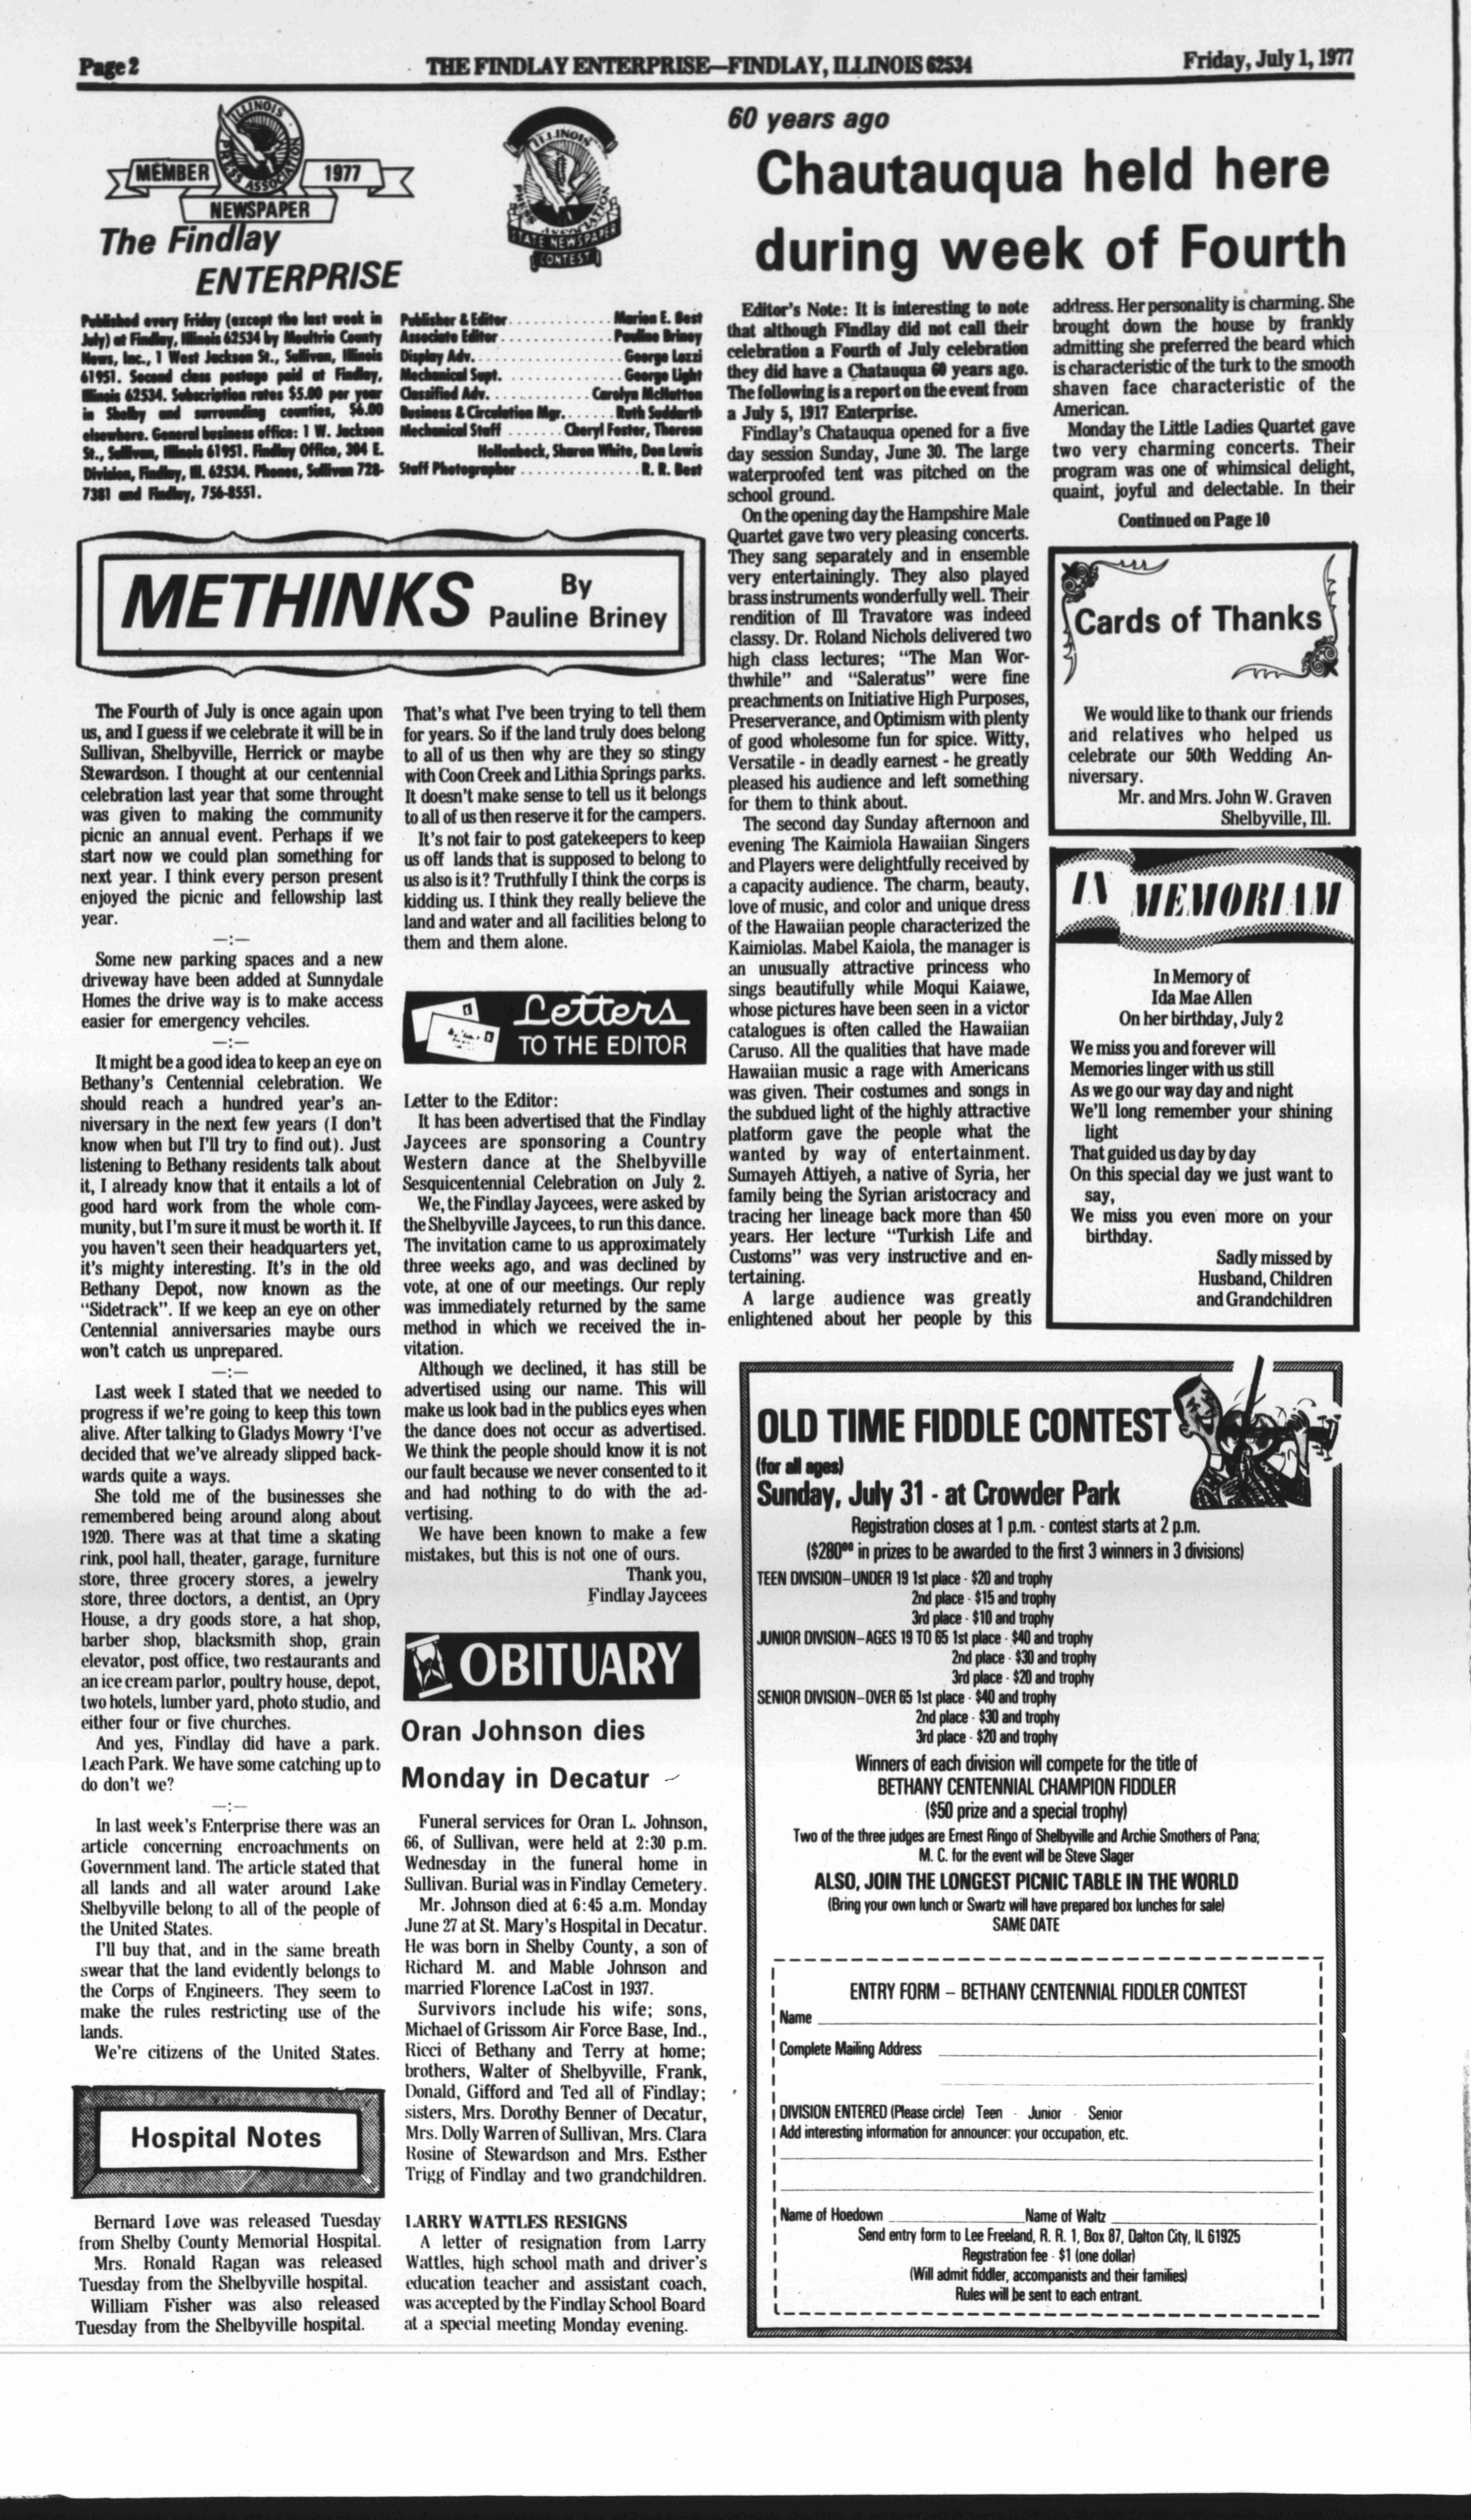 Page 2
THE FINDLAY ENTERPRISE—FINDLAY, ILLINOIS 62534
Friday, July 1, 1977
ILLINOIS
PRESS ASSOCIATION
MEMBER
1977
NEWSPAPER
The Findlay
ENTERPRISE
ILLINOIS
PRESS ASSOCIATION
STATE NEWSPAPER
CONTEST
Published every Friday (except the last week in
July) at Findlay, Illinois 62534 by Moultrie County
News, Inc., 1 West Jackson St., Sullivan, Illinois
61951. Second class postage paid at Findlay,
Illinois 62534. Subscription rates $5.00 per year
in Shelby and surrounding counties, $6.00
elsewhere. General business office: 1 W. Jackson
St., Sullivan, Illinois 61951. Findlay Office, 304 E.
Division, Findlay, Ill. 62534. Phones, Sullivan 728-
7381 and Findlay, 756-8551.
Publisher & Editor............Marion E. Best
Associate Editor..............Pauline Briney
Display Adv...................George Lozzi
Mechanical Supt. .............George Light
Classified Adv............Carolyn McHatton
Business & Circulation Mgr.......Ruth Suddarth
Mechanical Staff .......Cheryl Foster, Theresa
Hollenbeck, Sharon White, Don Lewis
Staff Photographer ................R. R. Best
METHINKS By
Pauline Briney
The Fourth of July is once again upon
us, and I guess if we celebrate it will be in
Sullivan, Shelbyville, Herrick or maybe
Stewardson. I thought at our centennial
celebration last year that some throught
was given to making the community
picnic an annual event. Perhaps if we
start now we could plan something for
next year. I think every person present
enjoyed the picnic and fellowship last
year.
—:—
Some new parking spaces and a new
driveway have been added at Sunnydale
Homes the drive way is to make access
easier for emergency vehciles.
—:—
It might be a good idea to keep an eye on
Bethany's Centennial celebration. We
should reach a hundred year's an-
niversary in the next few years (I don't
know when but I'll try to find out). Just
listening to Bethany residents talk about
it, I already know that it entails a lot of
good hard work from the whole com-
munity, but I'm sure it must be worth it. If
you haven't seen their headquarters yet,
it's mighty interesting. It's in the old
Bethany Depot, now known as the
"Sidetrack". If we keep an eye on other
Centennial anniversaries maybe ours
won't catch us unprepared.
—:—
Last week I stated that we needed to
progress if we're going to keep this town
alive. After talking to Gladys Mowry 'I've
decided that we've already slipped back-
wards quite a ways.
She told me of the businesses she
remembered being around along about
1920. There was at that time a skating
rink, pool hall, theater, garage, furniture
store, three grocery stores, a jewelry
store, three doctors, a dentist, an Opry
House, a dry goods store, a hat shop,
barber shop, blacksmith shop, grain
elevator, post office, two restaurants and
an ice cream parlor, poultry house, depot,
two hotels, lumber yard, photo studio, and
either four or five churches.
And yes, Findlay did have a park.
Leach Park. We have some catching up to
do don't we?
—:—
In last week's Enterprise there was an
article concerning encroachments on
Government land. The article stated that
all lands and all water around Lake
Shelbyville belong to all of the people of
the United States.
I'll buy that, and in the same breath
swear that the land evidently belongs to
the Corps of Engineers. They seem to
make the rules restricting use of the
lands.
We're citizens of the United States.
Hospital Notes
Bernard Love was released Tuesday
from Shelby County Memorial Hospital.
Mrs. Ronald Ragan was released
Tuesday from the Shelbyville hospital.
William Fisher was also released
Tuesday from the Shelbyville hospital.
That's what I've been trying to tell them
for years. So if the land truly does belong
to all of us then why are they so stingy
with Coon Creek and Lithia Springs parks.
It doesn't make sense to tell us it belongs
to all of us then reserve it for the campers.
It's not fair to post gatekeepers to keep
us off lands that is supposed to belong to
us also is it? Truthfully I think the corps is
kidding us. I think they really believe the
land and water and all facilities belong to
them and them alone.
Letters
TO THE EDITOR
Letter to the Editor:
It has been advertised that the Findlay
Jaycees are sponsoring a Country
Western dance at the Shelbyville
Sesquicentennial Celebration on July 2.
We, the Findlay Jaycees, were asked by
the Shelbyville Jaycees, to run this dance.
The invitation came to us approximately
three weeks ago, and was declined by
vote, at one of our meetings. Our reply
was immediately returned by the same
method in which we received the in-
vitation.
Although we declined, it has still be
advertised using our name. This will
make us look bad in the publics eyes when
the dance does not occur as advertised.
We think the people should know it is not
our fault because we never consented to it
and had nothing to do with the ad-
vertising.
We have been known to make a few
mistakes, but this is not one of ours.
Thank you,
Findlay Jaycees
OBITUARY
Oran Johnson dies
Monday in Decatur
Funeral services for Oran L. Johnson,
66, of Sullivan, were held at 2:30 p.m.
Wednesday in the funeral home in
Sullivan. Burial was in Findlay Cemetery.
Mr. Johnson died at 6:45 a.m. Monday
June 27 at St. Mary's Hospital in Decatur.
He was born in Shelby County, a son of
Richard M. and Mable Johnson and
married Florence LaCost in 1937.
Survivors include his wife; sons,
Michael of Grissom Air Force Base, Ind.,
Ricci of Bethany and Terry at home;
brothers, Walter of Shelbyville, Frank,
Donald, Gifford and Ted all of Findlay;
sisters, Mrs. Dorothy Benner of Decatur,
Mrs. Dolly Warren of Sullivan, Mrs. Clara
Rosine of Stewardson and Mrs. Esther
Trigg of Findlay and two grandchildren.
LARRY WATTLES RESIGNS
A letter of resignation from Larry
Wattles, high school math and driver's
education teacher and assistant coach,
was accepted by the Findlay School Board
at a special meeting Monday evening.
60 years ago
Chautauqua held here
during week of Fourth
Editor's Note: It is interesting to note
that although Findlay did not call their
celebration a Fourth of July celebration
they did have a Chatauqua 60 years ago.
The following is a report on the event from
a July 5, 1917 Enterprise.
Findlay's Chatauqua opened for a five
day session Sunday, June 30. The large
waterproofed tent was pitched on the
school ground.
On the opening day the Hampshire Male
Quartet gave two very pleasing concerts.
They sang separately and in ensemble
very entertainingly. They also played
brass instruments wonderfully well. Their
rendition of Ill Travatore was indeed
classy. Dr. Roland Nichols delivered two
high class lectures; "The Man Wor-
thwhile" and "Saleratus" were fine
preachments on Initiative High Purposes,
Preserverance, and Optimism with plenty
of good wholesome fun for spice. Witty,
Versatile - in deadly earnest - he greatly
pleased his audience and left something
for them to think about.
The second day Sunday afternoon and
evening The Kaimiola Hawaiian Singers
and Players were delightfully received by
a capacity audience. The charm, beauty,
love of music, and color and unique dress
of the Hawaiian people characterized the
Kaimiolas. Mabel Kaiola, the manager is
an unusually attractive princess who
sings beautifully while Moqui Kaiawe,
whose pictures have been seen in a victor
catalogues is often called the Hawaiian
Caruso. All the qualities that have made
Hawaiian music a rage with Americans
was given. Their costumes and songs in
the subdued light of the highly attractive
platform gave the people what the
wanted by way of entertainment.
Sumayeh Attiyeh, a native of Syria, her
family being the Syrian aristocracy and
tracing her lineage back more than 450
years. Her lecture "Turkish Life and
Customs" was very instructive and en-
tertaining.
A large audience was greatly
enlightened about her people by this
address. Her personality is charming. She
brought down the house by frankly
admitting she preferred the beard which
is characteristic of the turk to the smooth
shaven face characteristic of the
American.
Monday the Little Ladies Quartet gave
two very charming concerts. Their
program was one of whimsical delight,
quaint, joyful and delectable. In their
Continued on Page 10
Cards of Thanks
We would like to thank our friends
and relatives who helped us
celebrate our 50th Wedding An-
niversary.
Mr. and Mrs. John W. Graven
Shelbyville, Ill.
IN MEMORIAM
In Memory of
Ida Mae Allen
On her birthday, July 2
We miss you and forever will
Memories linger with us still
As we go our way day and night
We'll long remember your shining
light
That guided us day by day
On this special day we just want to
say,
We miss you even more on your
birthday.
Sadly missed by
Husband, Children
and Grandchildren
OLD TIME FIDDLE CONTEST
(for all ages)
Sunday, July 31 - at Crowder Park
Registration closes at 1 p.m. - contest starts at 2 p.m.
($280⁰⁰ in prizes to be awarded to the first 3 winners in 3 divisions)
TEEN DIVISION—UNDER 19 1st place - $20 and trophy
2nd place - $15 and trophy
3rd place - $10 and trophy
JUNIOR DIVISION—AGES 19 TO 65 1st place - $40 and trophy
2nd place - $30 and trophy
3rd place - $20 and trophy
SENIOR DIVISION—OVER 65 1st place - $40 and trophy
2nd place - $30 and trophy
3rd place - $20 and trophy
Winners of each division will compete for the title of
BETHANY CENTENNIAL CHAMPION FIDDLER
($50 prize and a special trophy)
Two of the three judges are Ernest Ringo of Shelbyville and Archie Smothers of Pana;
M. C. for the event will be Steve Slager
ALSO, JOIN THE LONGEST PICNIC TABLE IN THE WORLD
(Bring your own lunch or Swartz will have prepared box lunches for sale)
SAME DATE
ENTRY FORM — BETHANY CENTENNIAL FIDDLER CONTEST
Name
Complete Mailing Address
DIVISION ENTERED (Please circle) Teen - Junior - Senior
Add interesting information for announcer: your occupation, etc.
Name of Hoedown Name of Waltz
Send entry form to Lee Freeland, R. R. 1, Box 87, Dalton City, IL 61925
Registration fee - $1 (one dollar)
(Will admit fiddler, accompanists and their families)
Rules will be sent to each entrant.